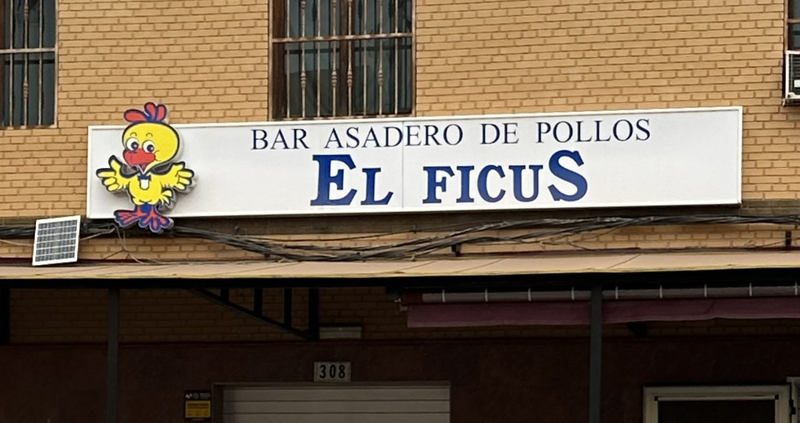 BAR ASADERO DE POLLOS
EL FICUS
308